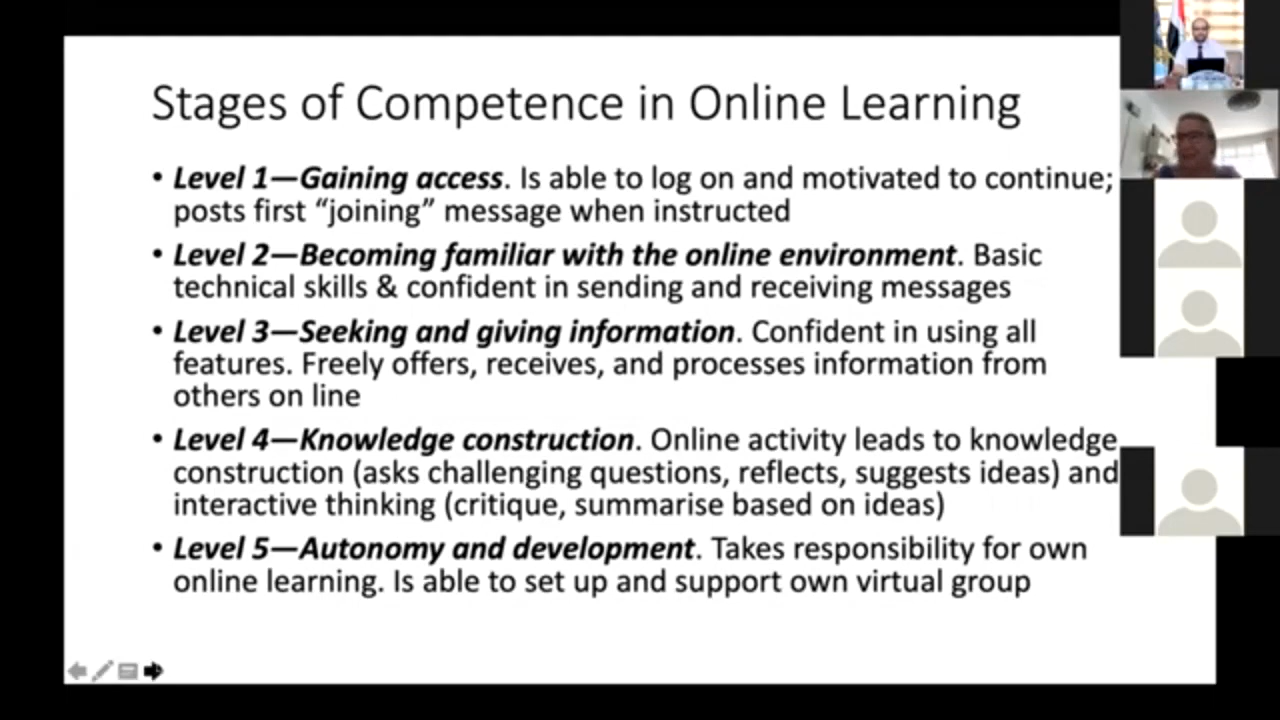 Stages of Competence in Online Learning
• Level 1—Gaining access. Is able to log on and motivated to continue;
posts first “joining” message when instructed
• Level 2—Becoming familiar with the online environment. Basic
technical skills & confident in sending and receiving messages
• Level 3—Seeking and giving information. Confident in using all
features. Freely offers, receives, and processes information from
others on line
• Level 4—Knowledge construction. Online activity leads to knowledge
construction (asks challenging questions, reflects, suggests ideas) and
interactive thinking (critique, summarise based on ideas)
• Level 5—Autonomy and development. Takes responsibility for own
online learning. Is able to set up and support own virtual group